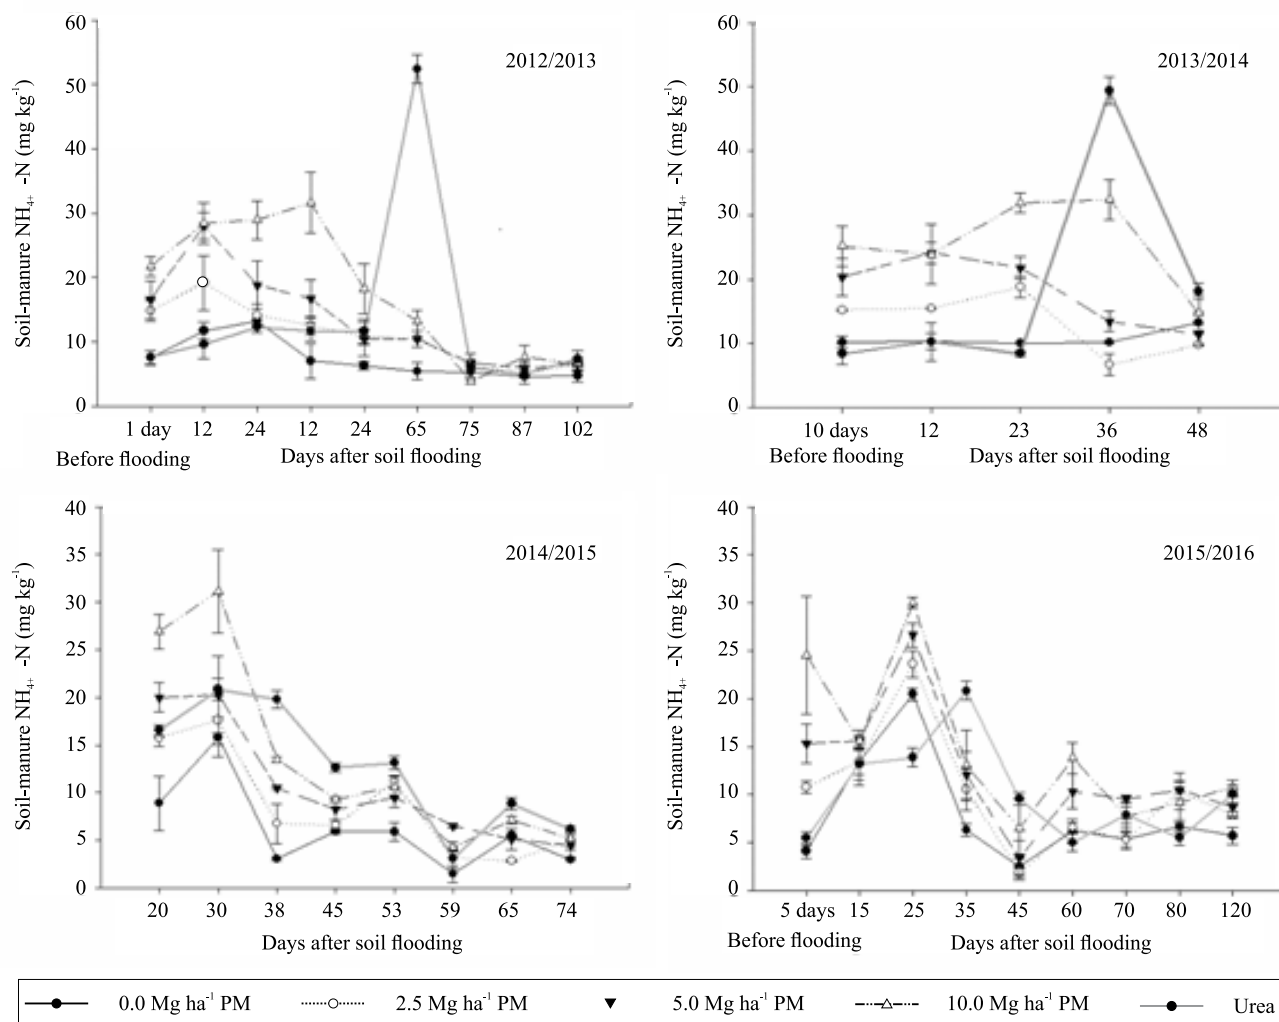 2012/2013
Soil-manure NH4+ -N (mg kg-1)
60
50
40
30
20
10
0
1 day 12 24 12 24 65 75 87 102
Before flooding Days after soil flooding
2013/2014
Soil-manure NH4+ -N (mg kg-1)
60
50
40
30
20
10
0
10 days 12 23 36 48
Before flooding Days after soil flooding
2014/2015
Soil-manure NH4+ -N (mg kg-1)
40
35
30
25
20
15
10
5
0
20 30 38 45 53 59 65 74
Days after soil flooding
2015/2016
Soil-manure NH4+ -N (mg kg-1)
40
35
30
25
20
15
10
5
0
5 days 15 25 35 45 60 70 80 120
Before flooding Days after soil flooding
0.0 Mg ha-1 PM 2.5 Mg ha-1 PM 5.0 Mg ha-1 PM 10.0 Mg ha-1 PM Urea